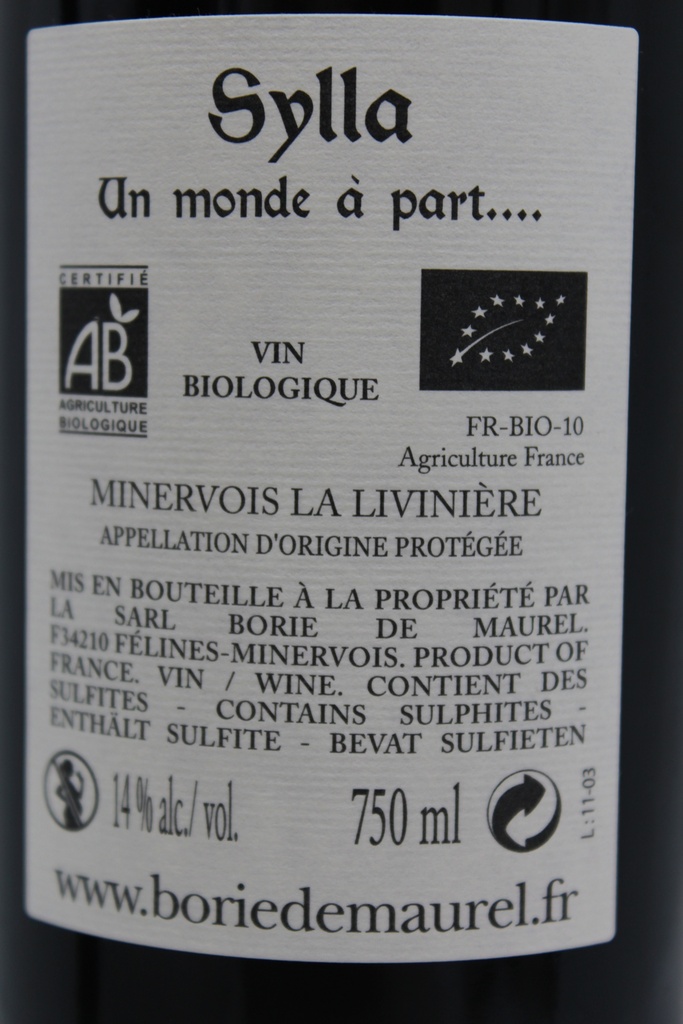 Sylla
Un monde à part....
CERTIFIÉ
AB
AGRICULTURE
BIOLOGIQUE
VIN
BIOLOGIQUE
FR-BIO-10
Agriculture France
MINERVOIS LA LIVINIÈRE
APPELLATION D'ORIGINE PROTÉGÉE
MIS EN BOUTEILLE À LA PROPRIÉTÉ PAR
LA SARL BORIE DE MAUREL.
F34210 FÉLINES-MINERVOIS. PRODUCT OF
FRANCE. VIN / WINE. CONTIENT DES
SULFITES - CONTAINS SULPHITES -
ENTHÄLT SULFITE - BEVAT SULFIETEN
14 % alc./ vol.
750 ml
L:11-03
www.boriedemaurel.fr